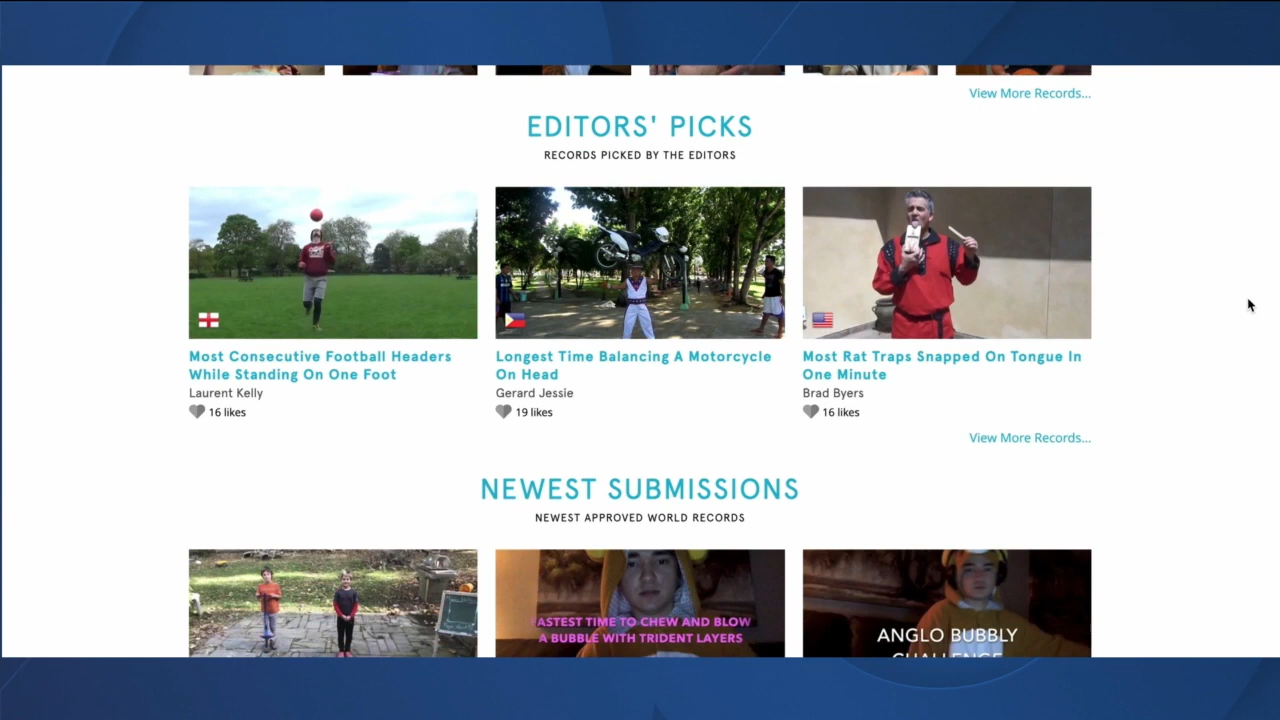 View More Records...
EDITORS' PICKS
RECORDS PICKED BY THE EDITORS
Most Consecutive Football Headers
While Standing On One Foot
Laurent Kelly
16 likes
Longest Time Balancing A Motorcycle
On Head
Gerard Jessie
19 likes
Most Rat Traps Snapped On Tongue In
One Minute
Brad Byers
16 likes
View More Records...
NEWEST SUBMISSIONS
NEWEST APPROVED WORLD RECORDS
FASTEST TIME TO CHEW AND BLOW
A BUBBLE WITH TRIDENT LAYERS
ANGLO BUBBLY
CHALLENGE